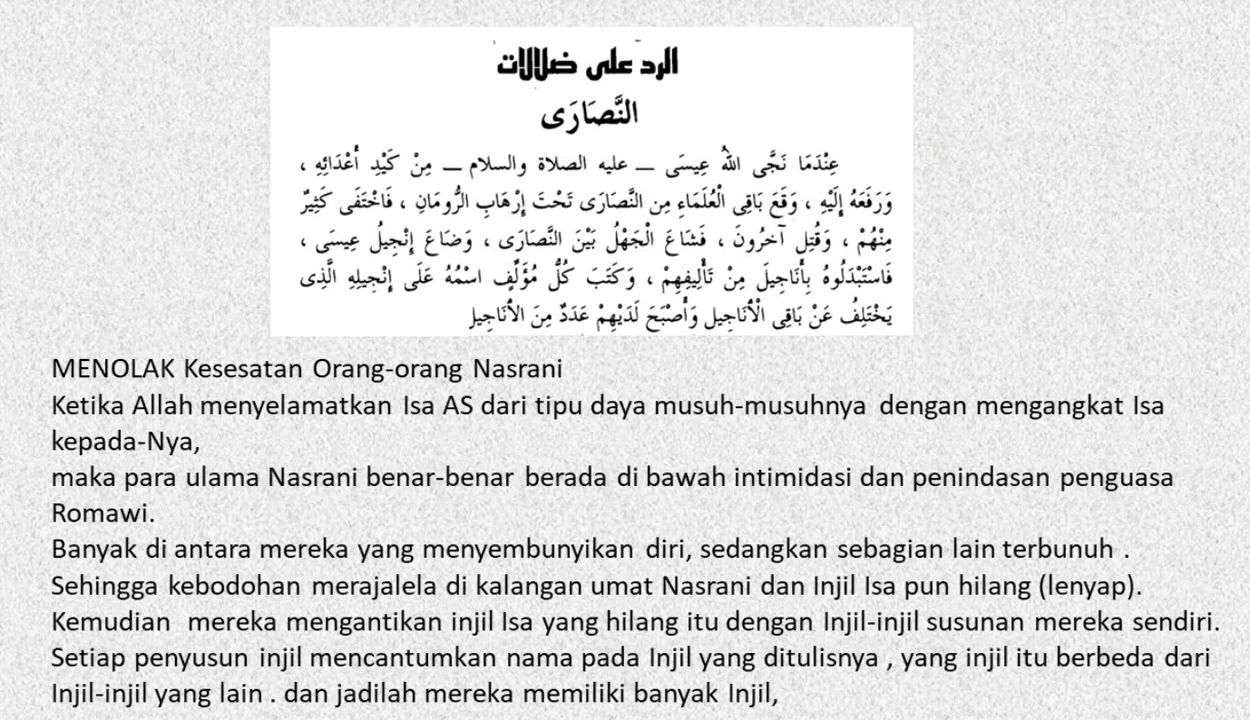 الرد على ضلالات
النَّصَارَى
عِنْدَمَا نَجَّى اللهُ عِيسَى _ عليه الصلاة والسلام _ مِنْ كَيْدِ أَعْدَائِهِ ،
وَرَفَعَهُ إِلَيْهِ ، وَقَعَ بَاقِى الْعُلَمَاءِ مِن النَّصَارَى تَحْتَ إِرْهَابِ الرُّومَانِ ، فَاخْتَفَى كَثِيرٌ
مِنْهُمْ ، وَقُتِل آخَرُونَ ، فَشَاعَ الْجَهْلُ بَيْنَ النَّصَارَى ، وَضَاعَ إِنْجِيلُ عِيسَى ،
فَاسْتَبْدَلُوهُ بِأَنَاجِيلَ مِنْ تَأْلِيفِهِمْ ، وَكَتَبَ كُلُّ مُؤَلِّفٍ اسْمُهُ عَلَى إِنْجِيلِهِ الَّذِى
يَخْتَلِفُ عَنْ بَاقِى الْأَنَاجِيل وَأَصْبَحَ لَدَيْهِمْ عَدَدٌ مِنَ الأَنَاجِيلِ
MENOLAK Kesesatan Orang-orang Nasrani
Ketika Allah menyelamatkan Isa AS dari tipu daya musuh-musuhnya dengan mengangkat Isa
kepada-Nya,
maka para ulama Nasrani benar-benar berada di bawah intimidasi dan penindasan penguasa
Romawi.
Banyak di antara mereka yang menyembunyikan diri, sedangkan sebagian lain terbunuh .
Sehingga kebodohan merajalela di kalangan umat Nasrani dan Injil Isa pun hilang (lenyap).
Kemudian mereka mengantikan injil Isa yang hilang itu dengan Injil-injil susunan mereka sendiri.
Setiap penyusun injil mencantumkan nama pada Injil yang ditulisnya , yang injil itu berbeda dari
Injil-injil yang lain . dan jadilah mereka memiliki banyak Injil,